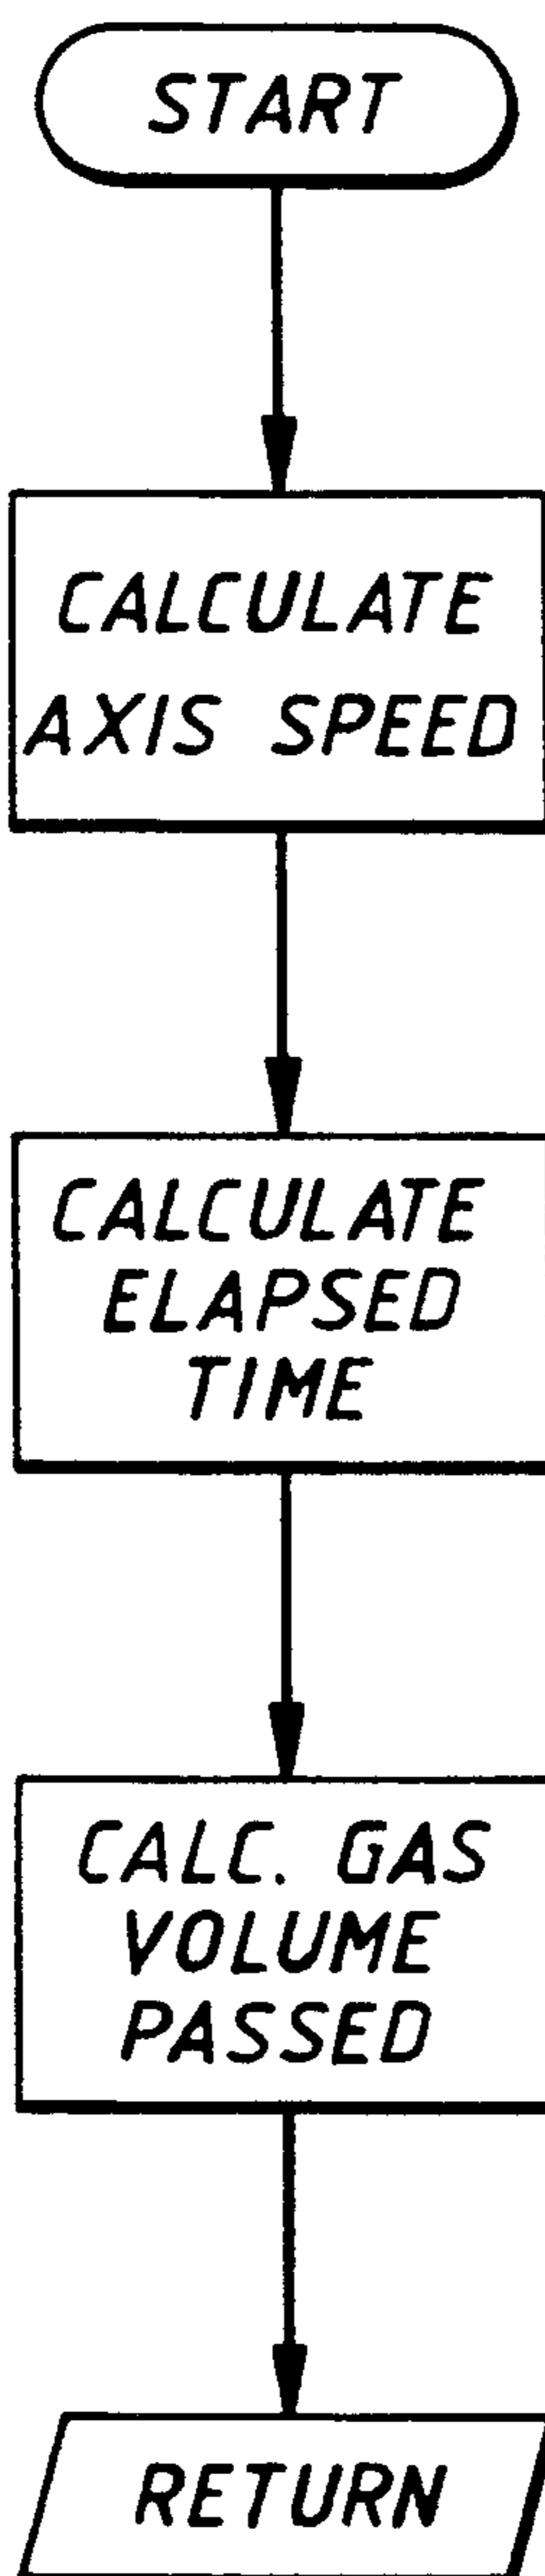 START
CALCULATE
AXIS SPEED
CALCULATE
ELAPSED
TIME
CALC. GAS
VOLUME
PASSED
RETURN